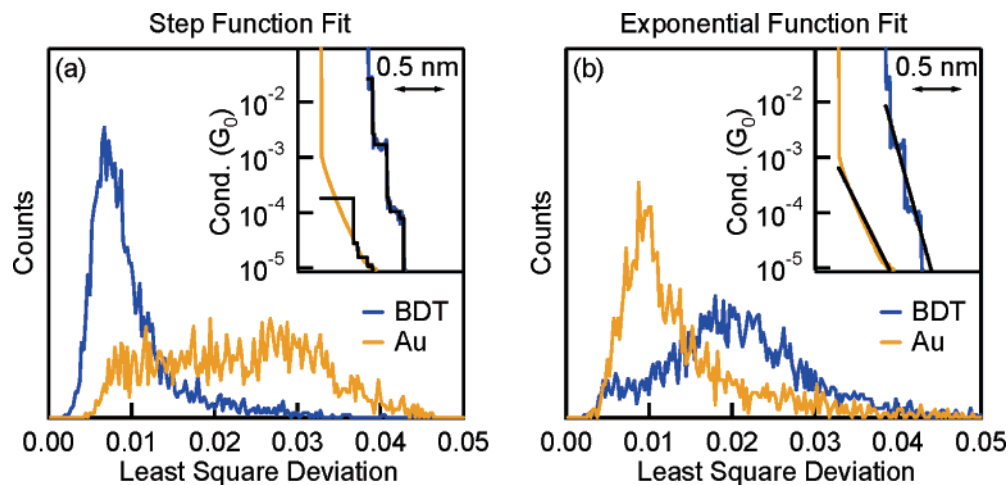 Step Function Fit
(a)
0.5 nm
Cond. (G₀)
10⁻²
10⁻³
10⁻⁴
10⁻⁵
Counts
BDT
Au
0.00 0.01 0.02 0.03 0.04 0.05
Least Square Deviation
Exponential Function Fit
(b)
0.5 nm
Cond. (G₀)
10⁻²
10⁻³
10⁻⁴
10⁻⁵
Counts
BDT
Au
0.00 0.01 0.02 0.03 0.04 0.05
Least Square Deviation